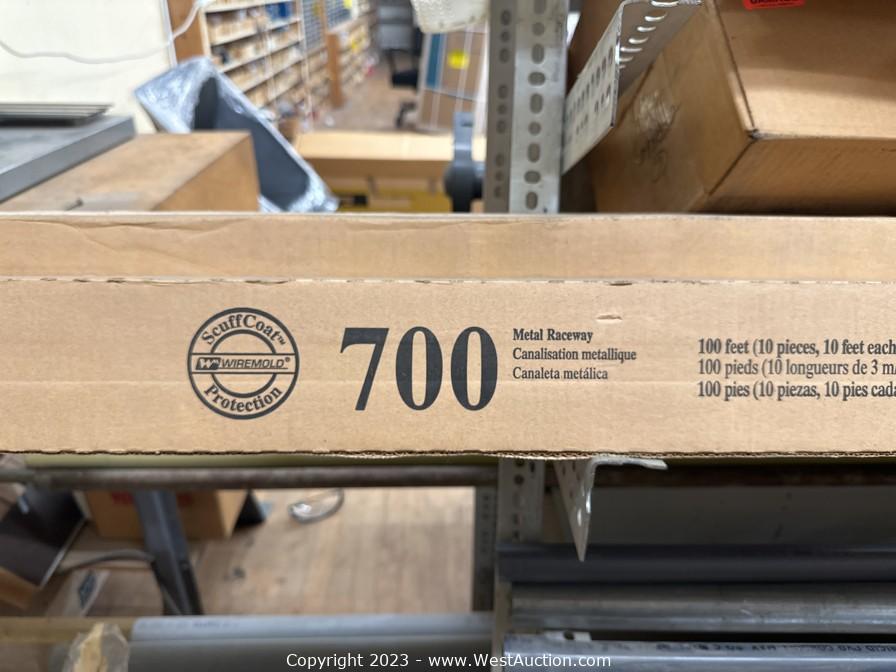 ScuffCoat™
WIREMOLD®
Protection
700
Metal Raceway
Canalisation metallique
Canaleta metálica
100 feet (10 pieces, 10 feet each
100 pieds (10 longueurs de 3 m/
100 pies (10 piezas, 10 pies cada
Copyright 2023 - www.WestAuction.com